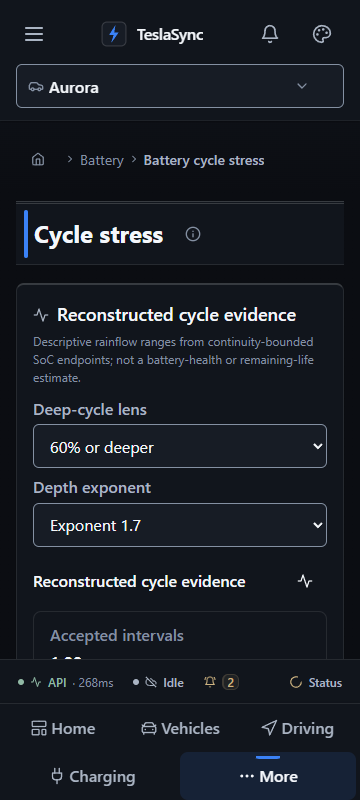 TeslaSync
Aurora
Battery
Battery cycle stress
Cycle stress
Reconstructed cycle evidence
Descriptive rainflow ranges from continuity-bounded
SoC endpoints; not a battery-health or remaining-life
estimate.
Deep-cycle lens
60% or deeper
Depth exponent
Exponent 1.7
Reconstructed cycle evidence
Accepted intervals
API · 268ms
Idle
2
Status
Home
Vehicles
Driving
Charging
More